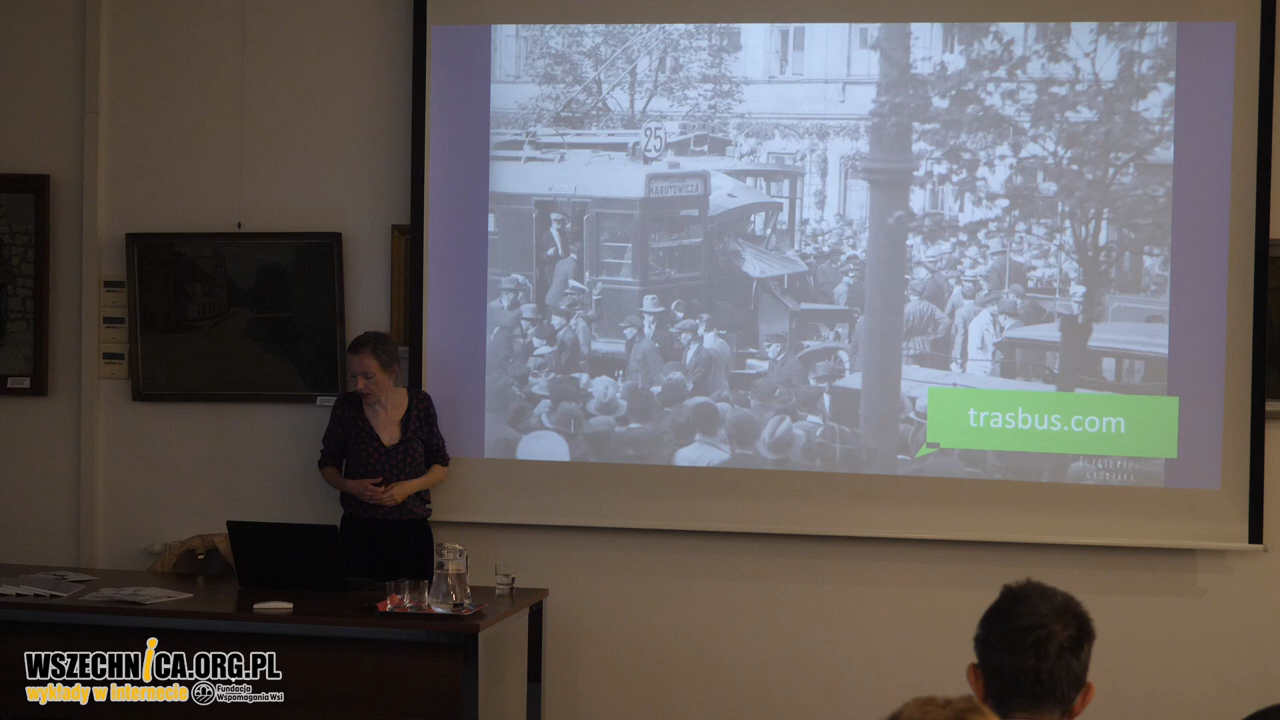 25
NARUTOWICZA
trasbus.com
WSZECHNICA.ORG.PL
wykłady w internecie
Fundacja
Wspomagania Wsi